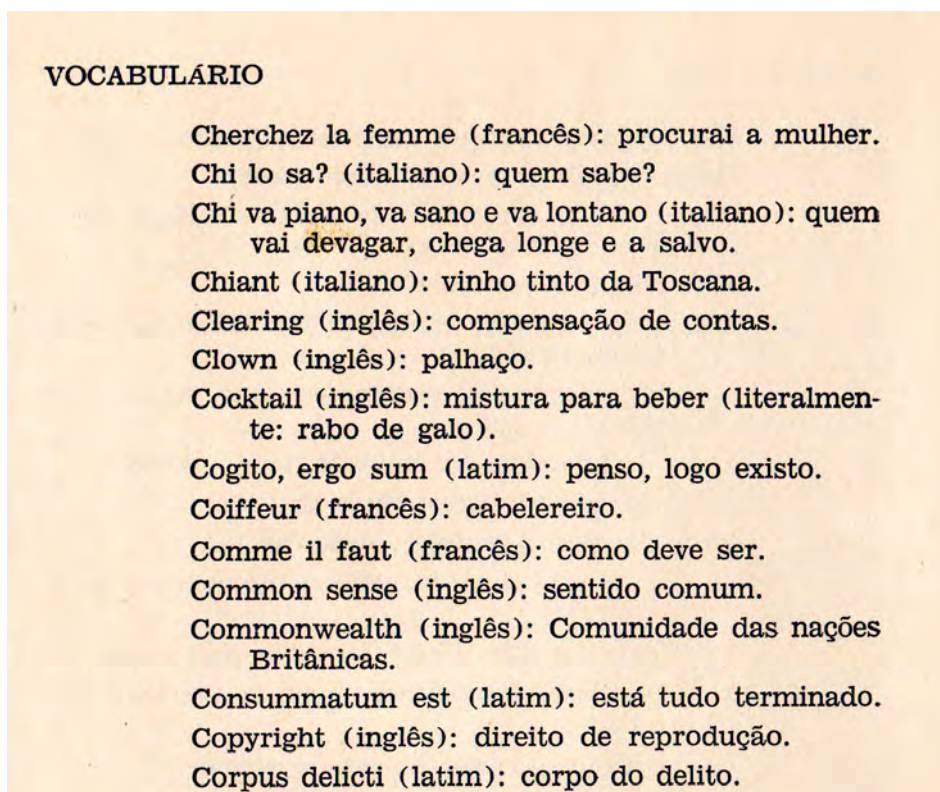 VOCABULÁRIO
Cherchez la femme (francês): procurai a mulher.
Chi lo sa? (italiano): quem sabe?
Chi va piano, va sano e va lontano (italiano): quem
vai devagar, chega longe e a salvo.
Chiant (italiano): vinho tinto da Toscana.
Clearing (inglês): compensação de contas.
Clown (inglês): palhaço.
Cocktail (inglês): mistura para beber (literalmen-
te: rabo de galo).
Cogito, ergo sum (latim): penso, logo existo.
Coiffeur (francês): cabelereiro.
Comme il faut (francês): como deve ser.
Common sense (inglês): sentido comum.
Commonwealth (inglês): Comunidade das nações
Britânicas.
Consummatum est (latim): está tudo terminado.
Copyright (inglês): direito de reprodução.
Corpus delicti (latim): corpo do delito.